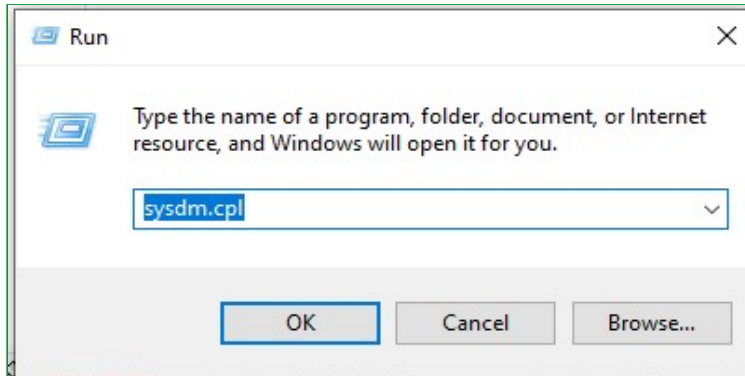 Run
Type the name of a program, folder, document, or Internet
resource, and Windows will open it for you.
sysdm.cpl
OK Cancel Browse...